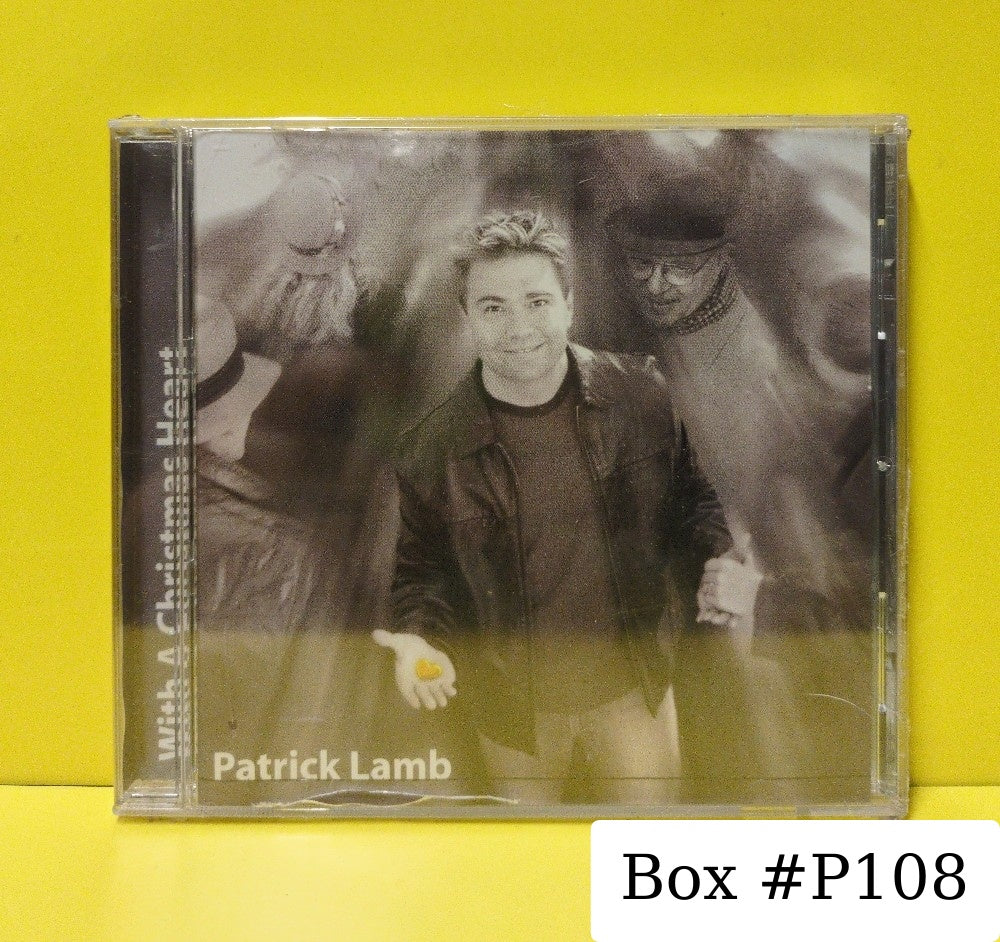 With A Christmas Heart
Patrick Lamb
Box #P108